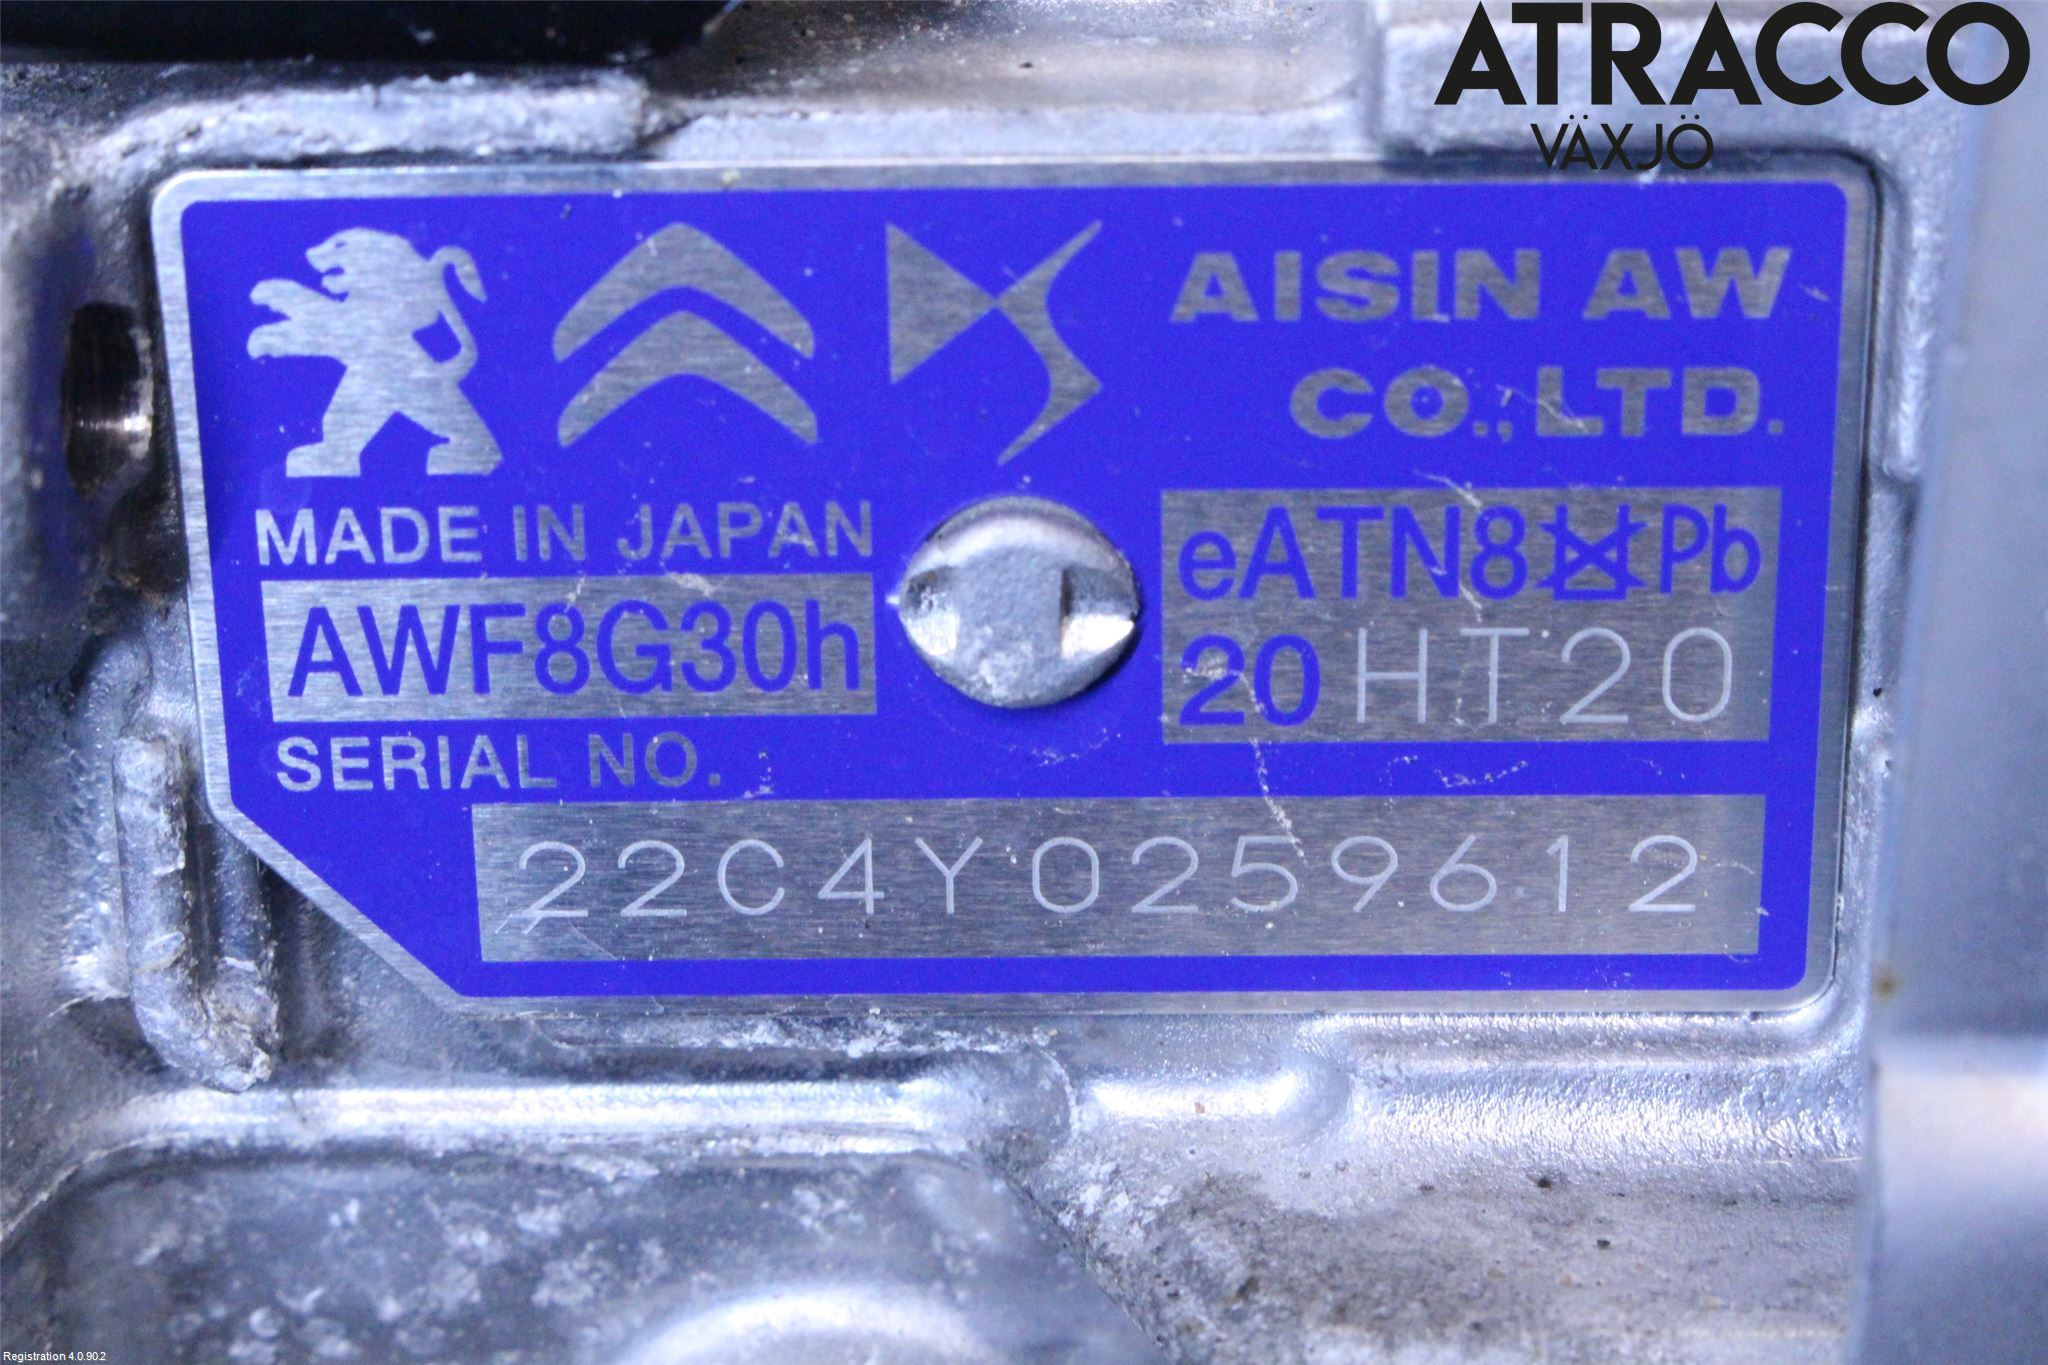 ATRACCO
VÄXJÖ
AISIN AW
CO.,LTD.
MADE IN JAPAN
AWF8G30h
eATN8 Pb
20 HT20
SERIAL NO.
22C4Y0259612
Registration 4.0.90.2